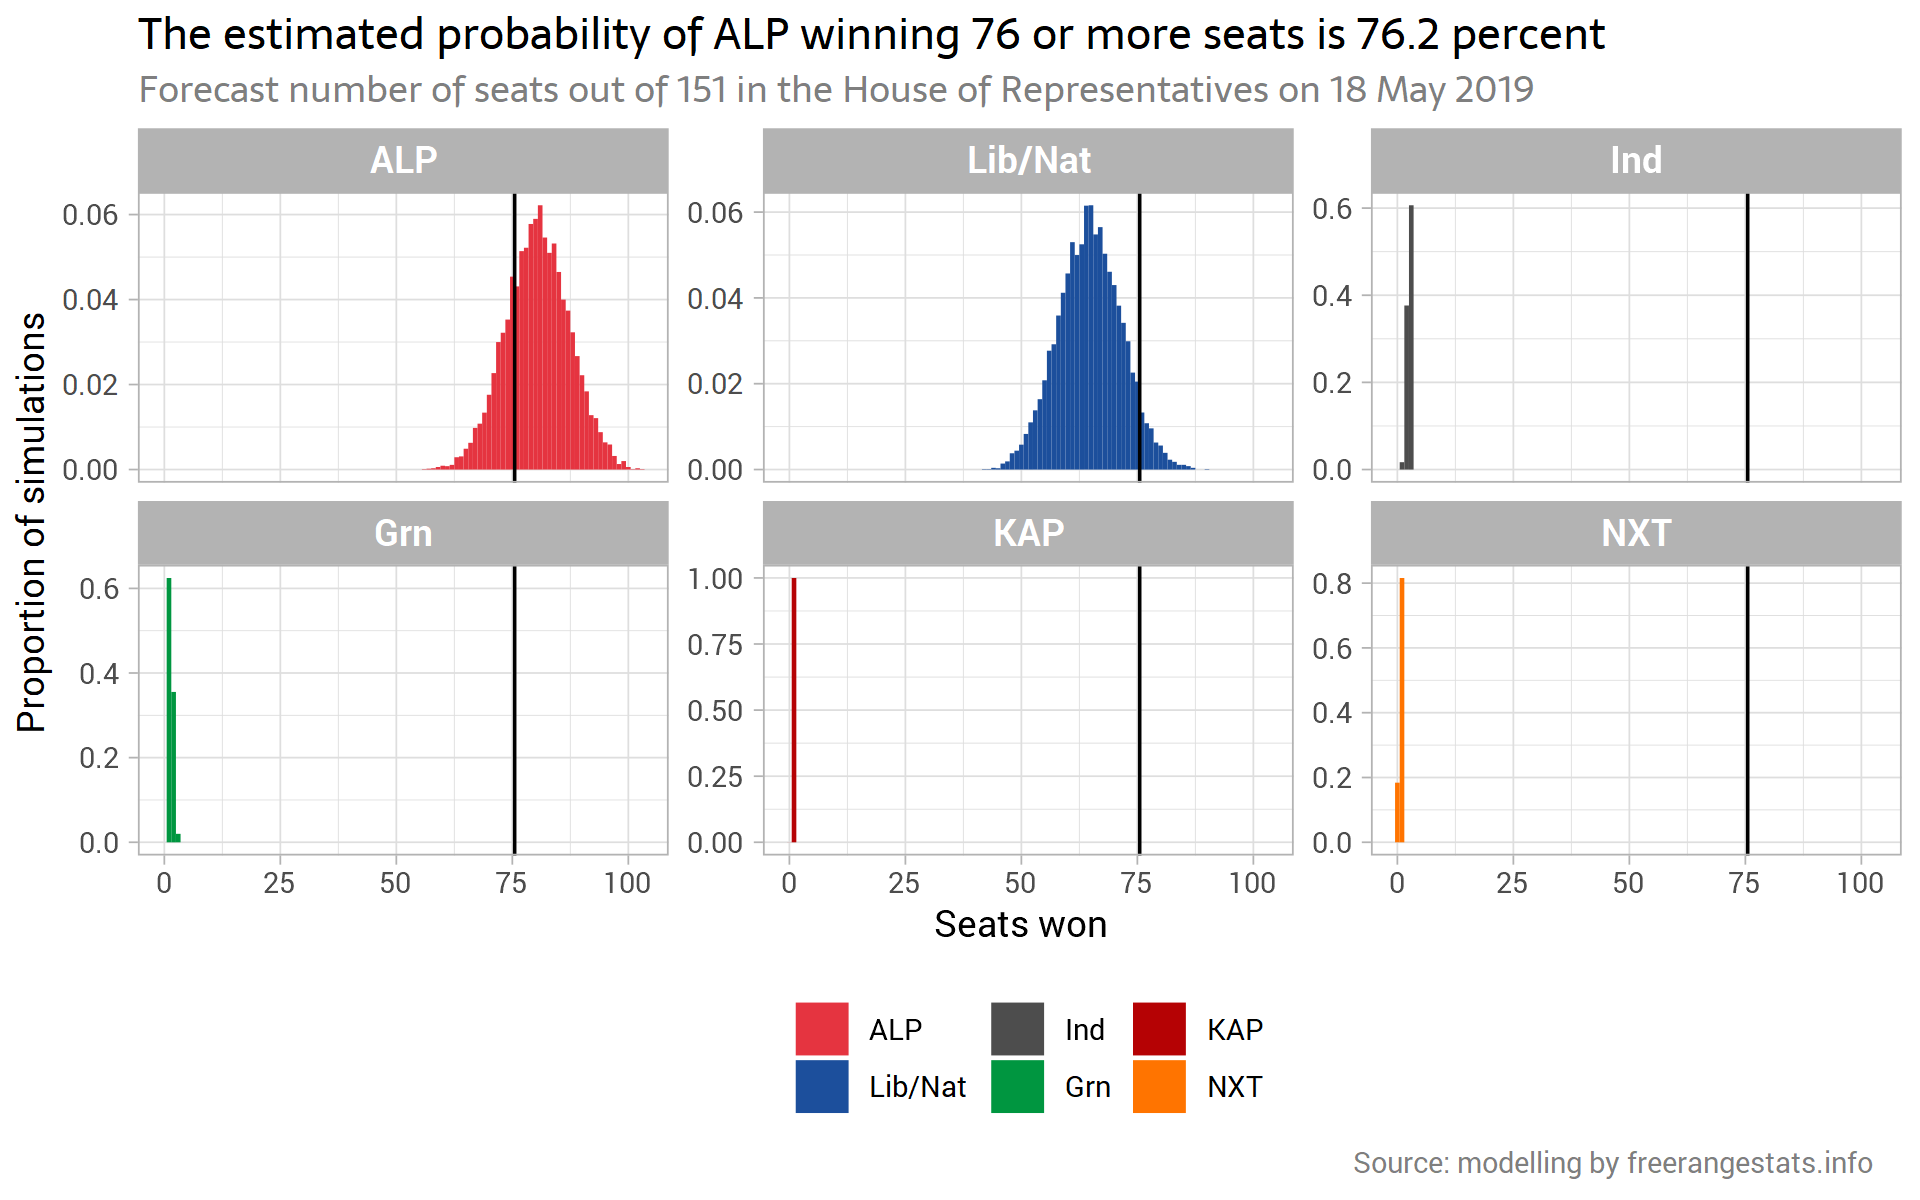 The estimated probability of ALP winning 76 or more seats is 76.2 percent
Forecast number of seats out of 151 in the House of Representatives on 18 May 2019
ALP
Lib/Nat
Ind
0.06
0.04
0.02
0.00
0.06
0.04
0.02
0.00
0.6
0.4
0.2
0.0
Proportion of simulations
Grn
KAP
NXT
0.6
0.4
0.2
0.0
1.00
0.75
0.50
0.25
0.00
0.8
0.6
0.4
0.2
0.0
0 25 50 75 100
0 25 50 75 100
0 25 50 75 100
Seats won
ALP Ind KAP
Lib/Nat Grn NXT
Source: modelling by freerangestats.info